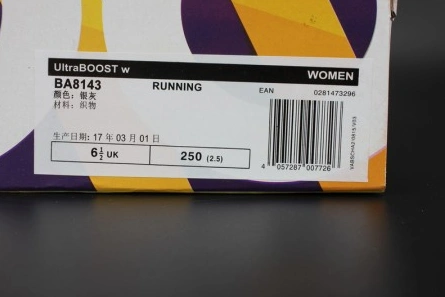 UltraBOOST w
WOMEN
BA8143
RUNNING
颜色：银灰
材料：织物
EAN
0281473296
生产日期: 17 年 03 月 01 日
6½ UK
250 (2.5)
4 057287 007726